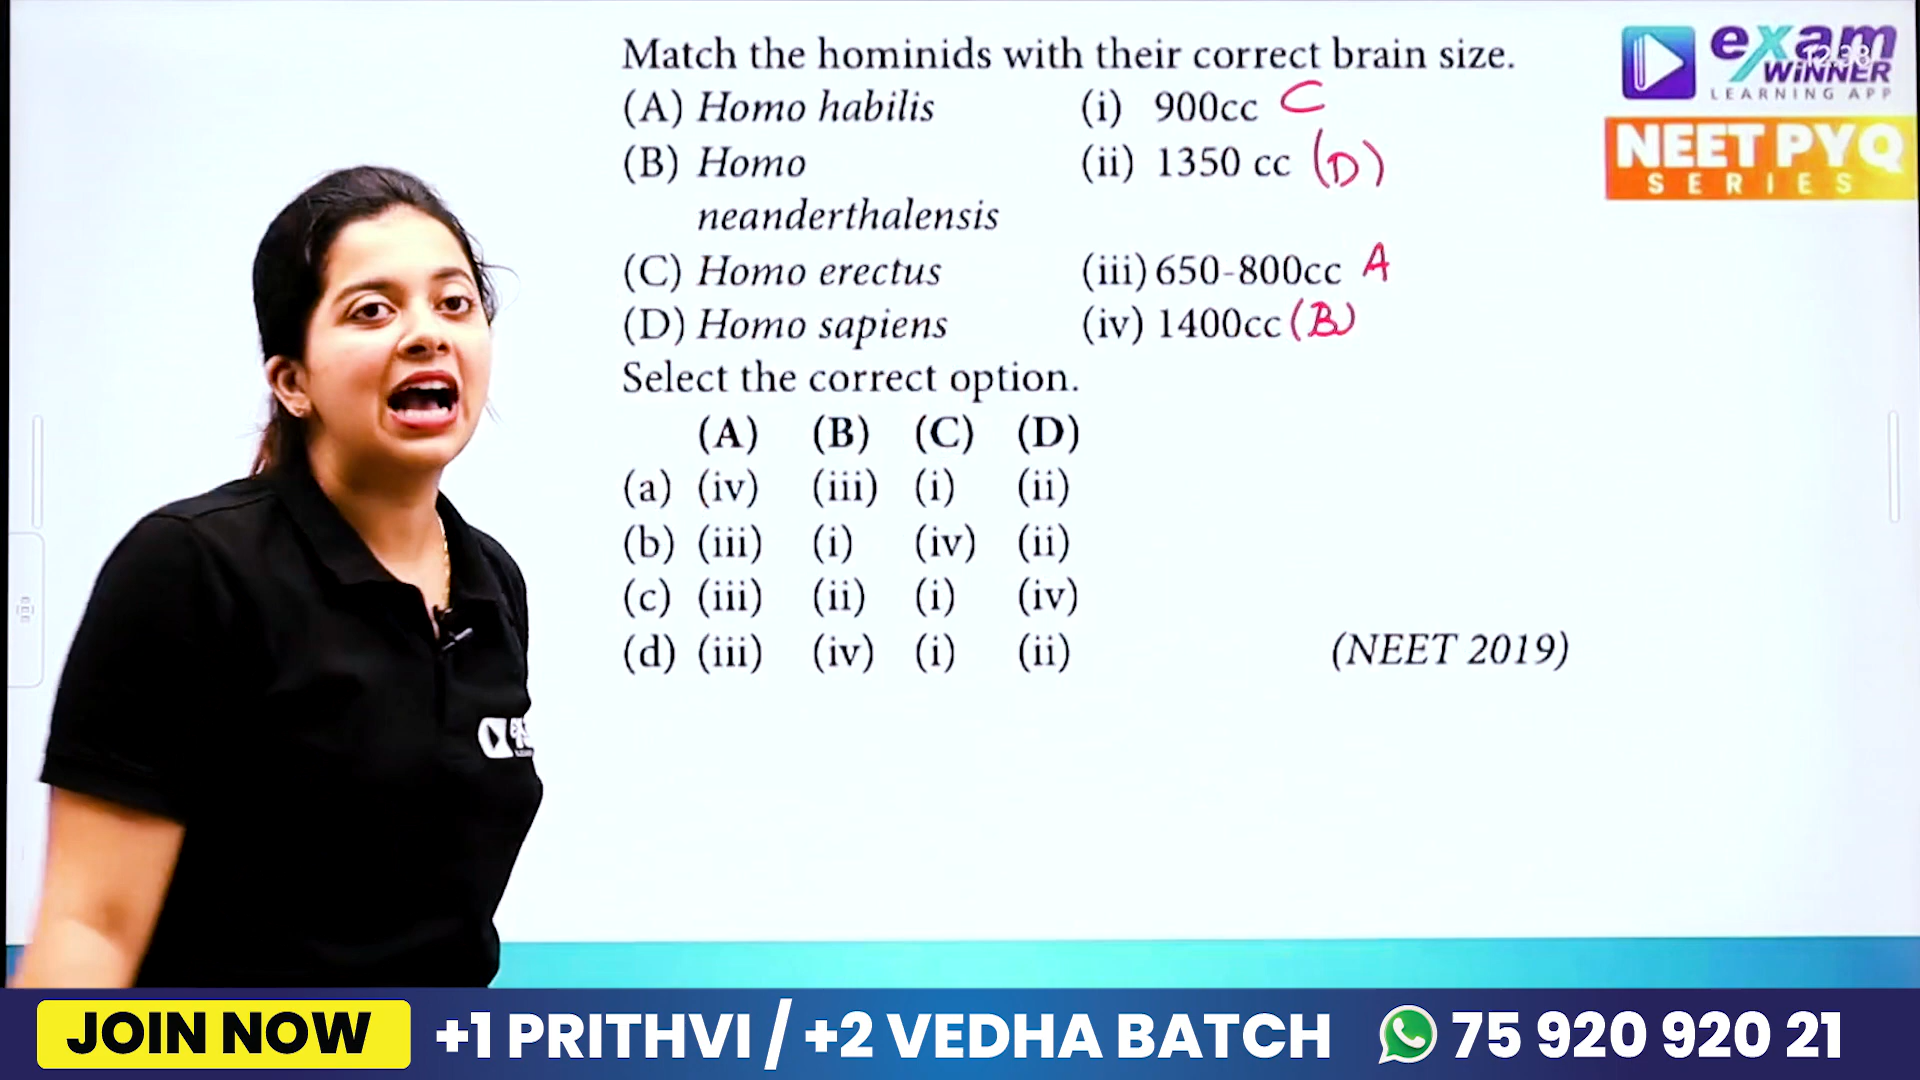 Match the hominids with their correct brain size.
(A) Homo habilis (i) 900cc C
(B) Homo (ii) 1350 cc (D)
neanderthalensis
(C) Homo erectus (iii) 650-800cc A
(D) Homo sapiens (iv) 1400cc (B)
Select the correct option.
(A) (B) (C) (D)
(a) (iv) (iii) (i) (ii)
(b) (iii) (i) (iv) (ii)
(c) (iii) (ii) (i) (iv)
(d) (iii) (iv) (i) (ii) (NEET 2019)
exam
WINNER
LEARNING APP
12:38
NEET PYQ
SERIES
JOIN NOW +1 PRITHVI / +2 VEDHA BATCH 75 920 920 21